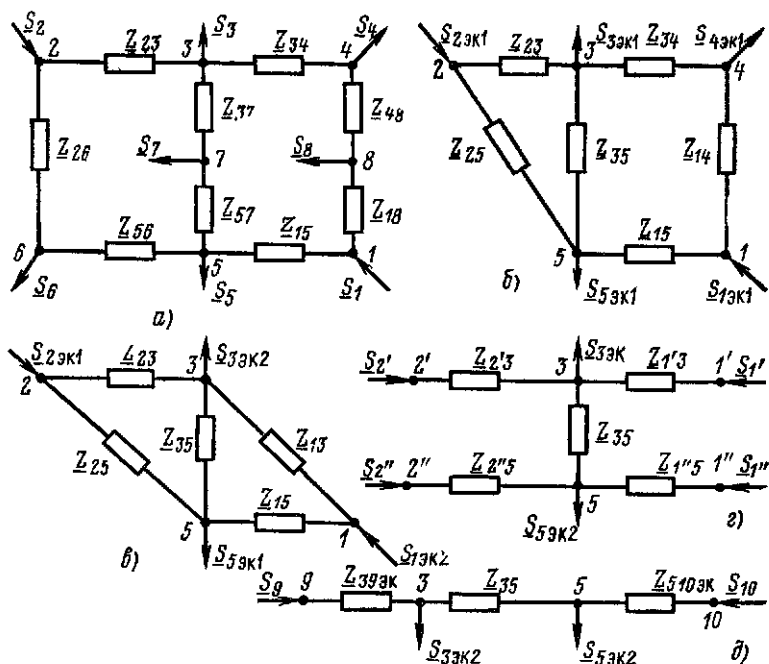 S2 Z23 S3 Z34 S4
2 3 4
Z26 Z37 Z48
S7 7 S8 8
Z57 Z18
6 Z56 5 Z15 1
S6 S5 S1
а)
S2эк1 Z23 S3эк1 Z34 S4эк1
2 3 4
Z25 Z35 Z14
5 Z15 1
б) S5эк1 S1эк1
S2эк1 Z23 S3эк2
2 3
Z25 Z35 Z13
5 Z15 1
в) S5эк1 S1эк2
S2' 2' Z2'3 3 S3эк Z1'3 1' S1'
Z35
S2" 2" Z2"5 5 Z1"5 1" S1"
S5эк2 г)
S9 9 Z39эк 3 Z35 5 Z510эк S10
10
S3эк2 S5эк2 д)